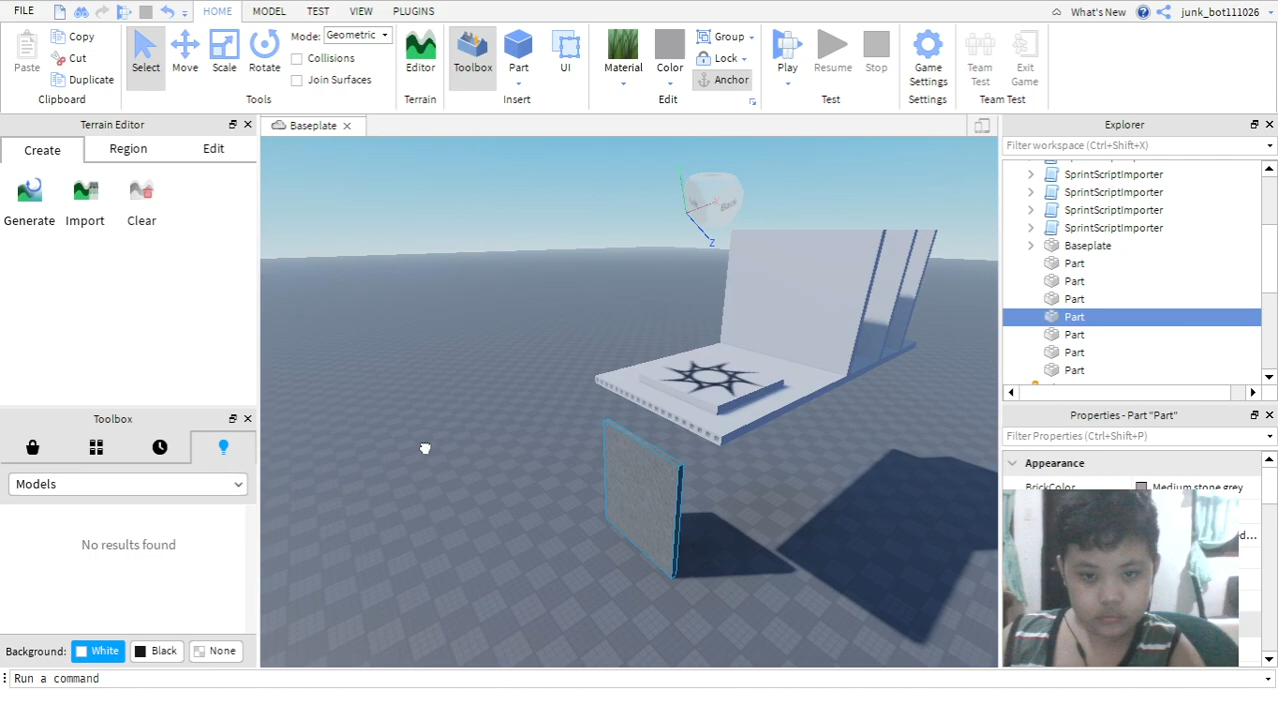 FILE HOME MODEL TEST VIEW PLUGINS What's New junk_bot111026
Paste Copy Cut Duplicate
Clipboard
Select Move Scale Rotate
Mode: Geometric
Collisions
Join Surfaces
Tools
Editor
Terrain
Toolbox Part UI
Insert
Material Color
Group
Lock
Anchor
Edit
Play Resume Stop
Test
Game Settings
Settings
Team Test Exit Game
Team Test
Terrain Editor
Create Region Edit
Generate Import Clear
Toolbox
Models
No results found
Background: White Black None
Baseplate
Back
Z
Explorer
Filter workspace (Ctrl+Shift+X)
SprintScriptImporter
SprintScriptImporter
SprintScriptImporter
SprintScriptImporter
Baseplate
Part
Part
Part
Part
Part
Part
Part
Properties - Part "Part"
Filter Properties (Ctrl+Shift+P)
Appearance
BrickColor Medium stone grey
d...
Run a command